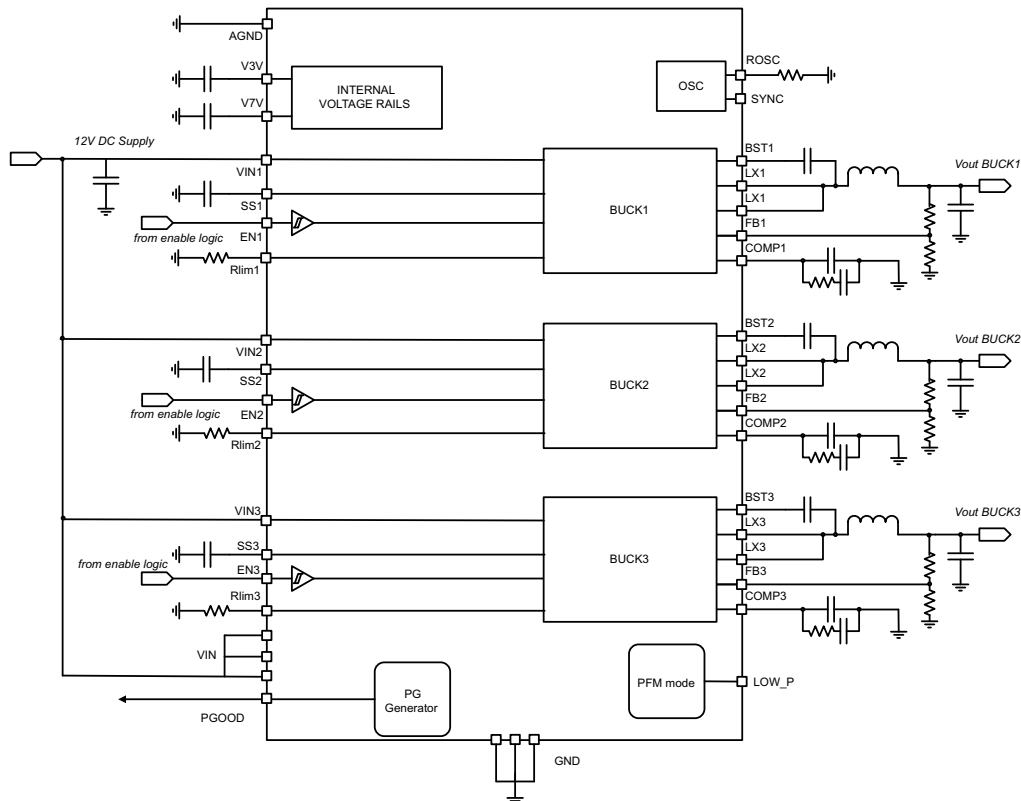 AGND
V3V
V7V
INTERNAL
VOLTAGE RAILS
OSC
ROSC
SYNC
12V DC Supply
VIN1
SS1
EN1
from enable logic
Rlim1
BUCK1
BST1
LX1
LX1
FB1
COMP1
Vout BUCK1
VIN2
SS2
EN2
from enable logic
Rlim2
BUCK2
BST2
LX2
LX2
FB2
COMP2
Vout BUCK2
VIN3
SS3
from enable logic
EN3
Rlim3
BUCK3
BST3
LX3
LX3
FB3
COMP3
Vout BUCK3
VIN
PGOOD
PG
Generator
PFM mode
LOW_P
GND